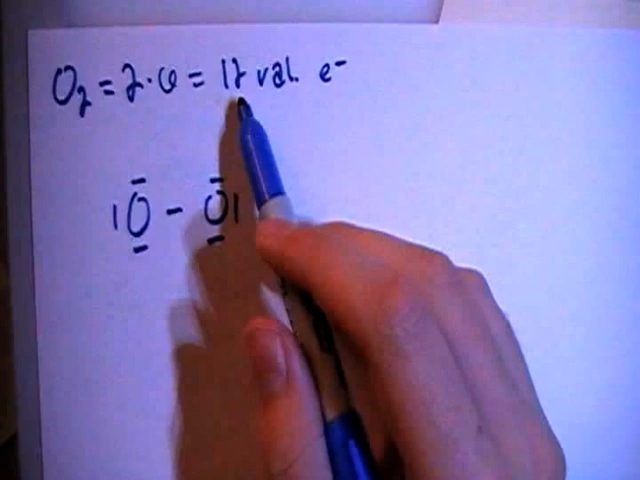 O₂ = 2 · 6 = 12 val. e⁻
|O̲̅ − O̲̅|